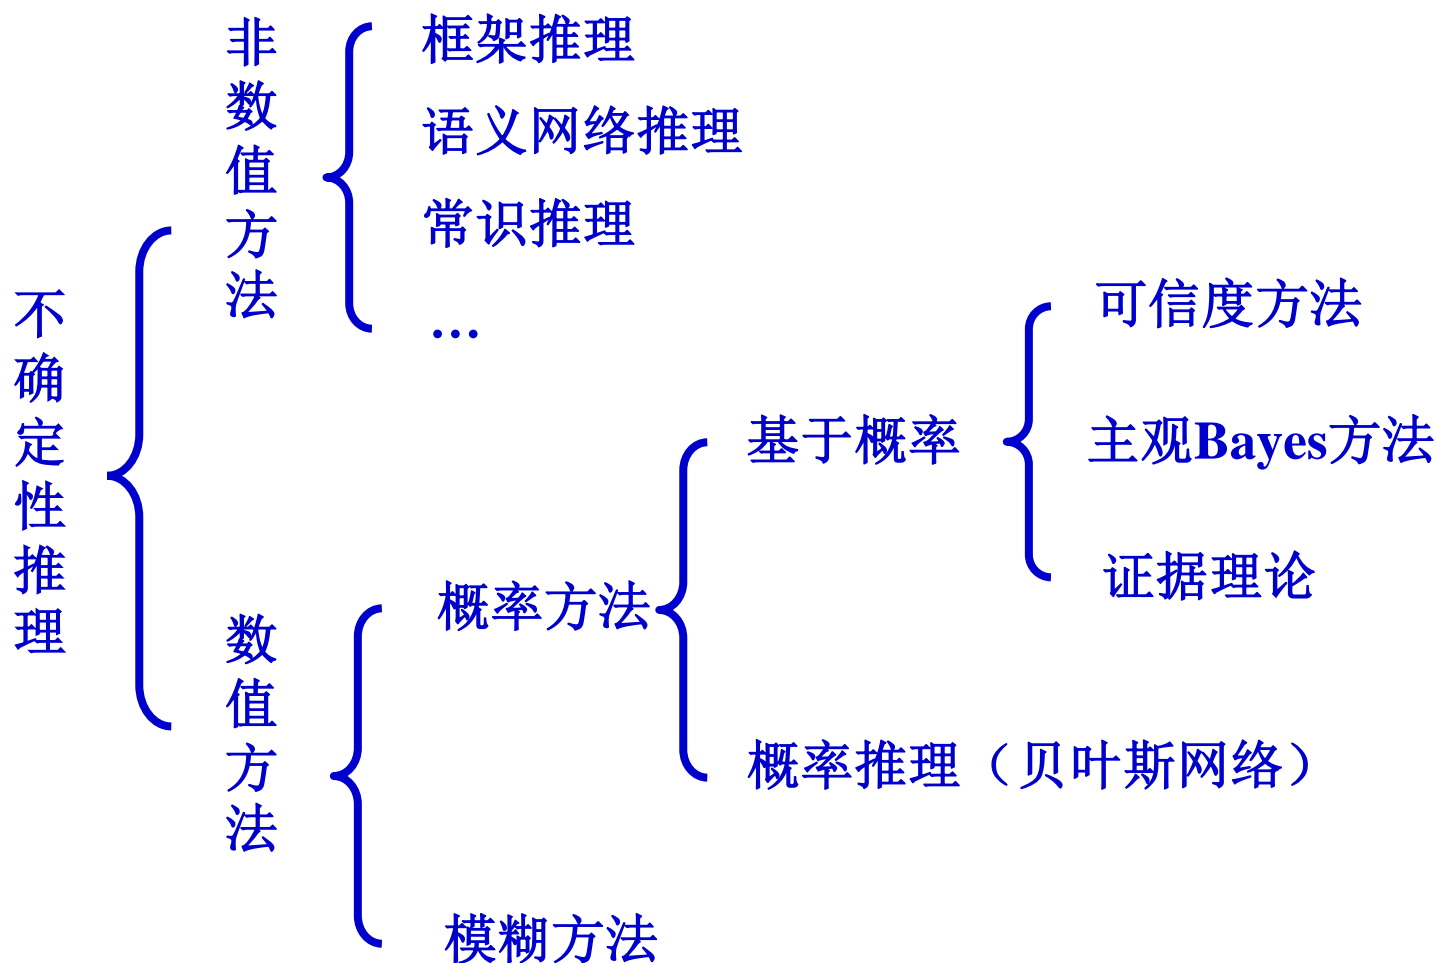 不确定性推理
非数值方法
框架推理
语义网络推理
常识推理
...
数值方法
概率方法
基于概率
可信度方法
主观Bayes方法
证据理论
概率推理（贝叶斯网络）
模糊方法